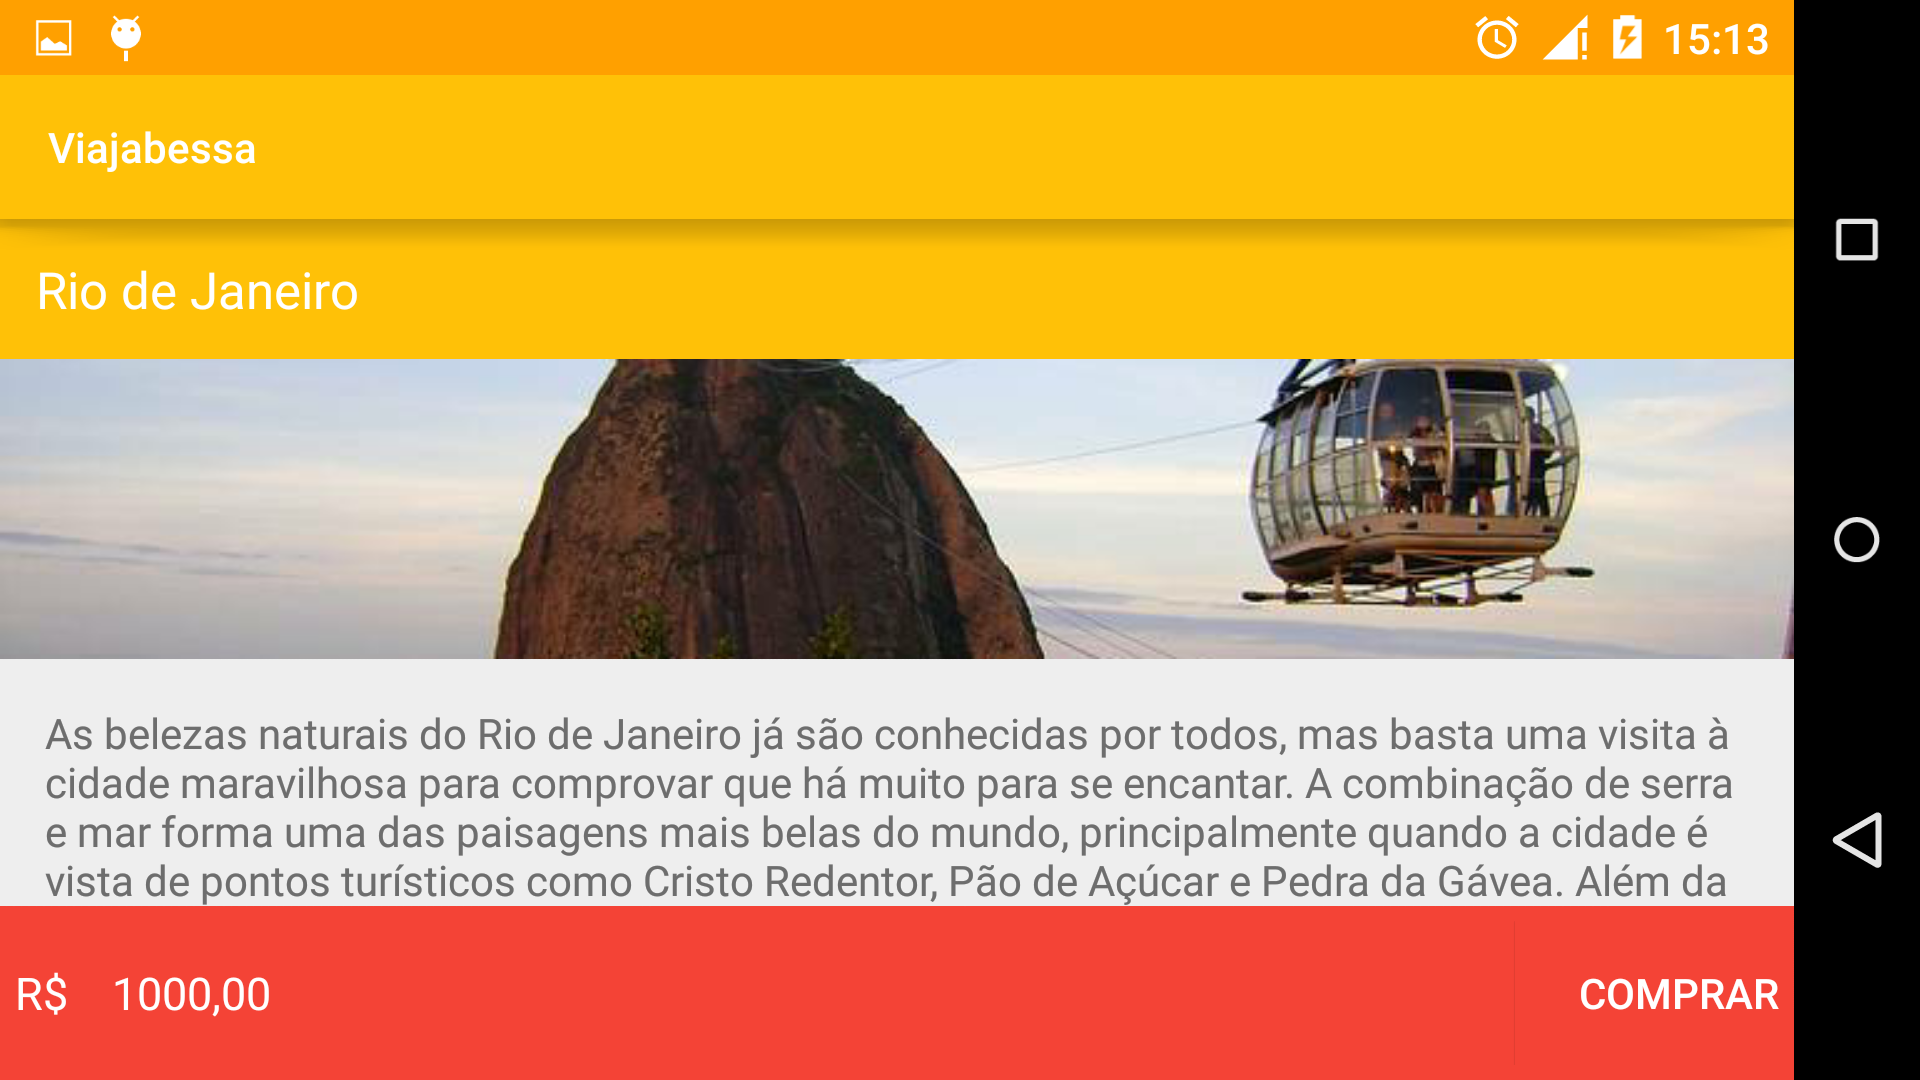 15:13
Viajabessa
Rio de Janeiro
As belezas naturais do Rio de Janeiro já são conhecidas por todos, mas basta uma visita à
cidade maravilhosa para comprovar que há muito para se encantar. A combinação de serra
e mar forma uma das paisagens mais belas do mundo, principalmente quando a cidade é
vista de pontos turísticos como Cristo Redentor, Pão de Açúcar e Pedra da Gávea. Além da
R$ 1000,00
COMPRAR